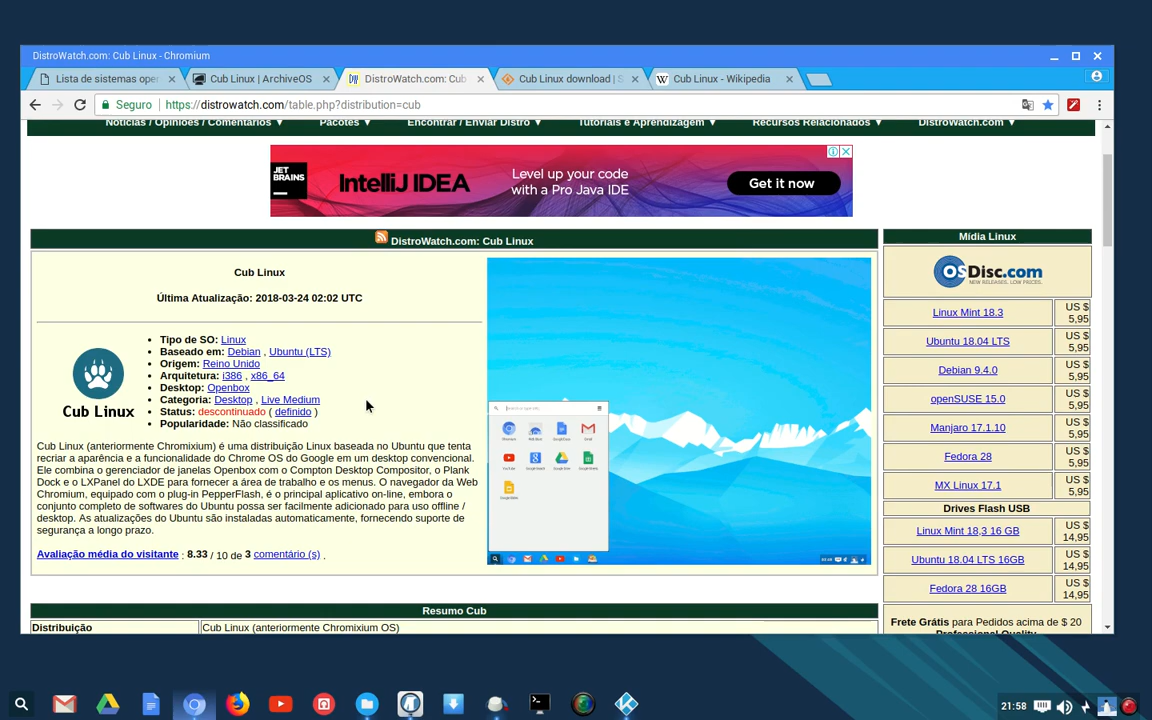 DistroWatch.com: Cub Linux - Chromium
Lista de sistemas oper
Cub Linux | ArchiveOS
DistroWatch.com: Cub
Cub Linux download | S
Cub Linux - Wikipedia
Seguro
https://distrowatch.com/table.php?distribution=cub
Notícias / Opiniões / Comentários ▼
Pacotes ▼
Encontrar / Enviar Distro ▼
Tutoriais e Aprendizagem ▼
Recursos Relacionados ▼
DistroWatch.com ▼
JET BRAINS
IntelliJ IDEA
Level up your code
with a Pro Java IDE
Get it now
DistroWatch.com: Cub Linux
Cub Linux
Última Atualização: 2018-03-24 02:02 UTC
Cub Linux
• Tipo de SO: Linux
• Baseado em: Debian , Ubuntu (LTS)
• Origem: Reino Unido
• Arquitetura: i386 , x86_64
• Desktop: Openbox
• Categoria: Desktop , Live Medium
• Status: descontinuado ( definido )
• Popularidade: Não classificado
Cub Linux (anteriormente Chromixium) é uma distribuição Linux baseada no Ubuntu que tenta
recriar a aparência e a funcionalidade do Chrome OS do Google em um desktop convencional.
Ele combina o gerenciador de janelas Openbox com o Compton Desktop Compositor, o Plank
Dock e o LXPanel do LXDE para fornecer a área de trabalho e os menus. O navegador da Web
Chromium, equipado com o plug-in PepperFlash, é o principal aplicativo on-line, embora o
conjunto completo de softwares do Ubuntu possa ser facilmente adicionado para uso offline /
desktop. As atualizações do Ubuntu são instaladas automaticamente, fornecendo suporte de
segurança a longo prazo.
Avaliação média do visitante : 8.33 / 10 de 3 comentário (s) .
Resumo Cub
Distribuição
Cub Linux (anteriormente Chromixium OS)
Mídia Linux
OSDisc.com
NEW RELEASES. LOW PRICES.
Linux Mint 18.3
US $ 5,95
Ubuntu 18.04 LTS
US $ 5,95
Debian 9.4.0
US $ 5,95
openSUSE 15.0
US $ 5,95
Manjaro 17.1.10
US $ 5,95
Fedora 28
US $ 5,95
MX Linux 17.1
US $ 5,95
Drives Flash USB
Linux Mint 18,3 16 GB
US $ 14,95
Ubuntu 18.04 LTS 16GB
US $ 14,95
Fedora 28 16GB
US $ 14,95
Frete Grátis para Pedidos acima de $ 20
Professional Quality
21:58